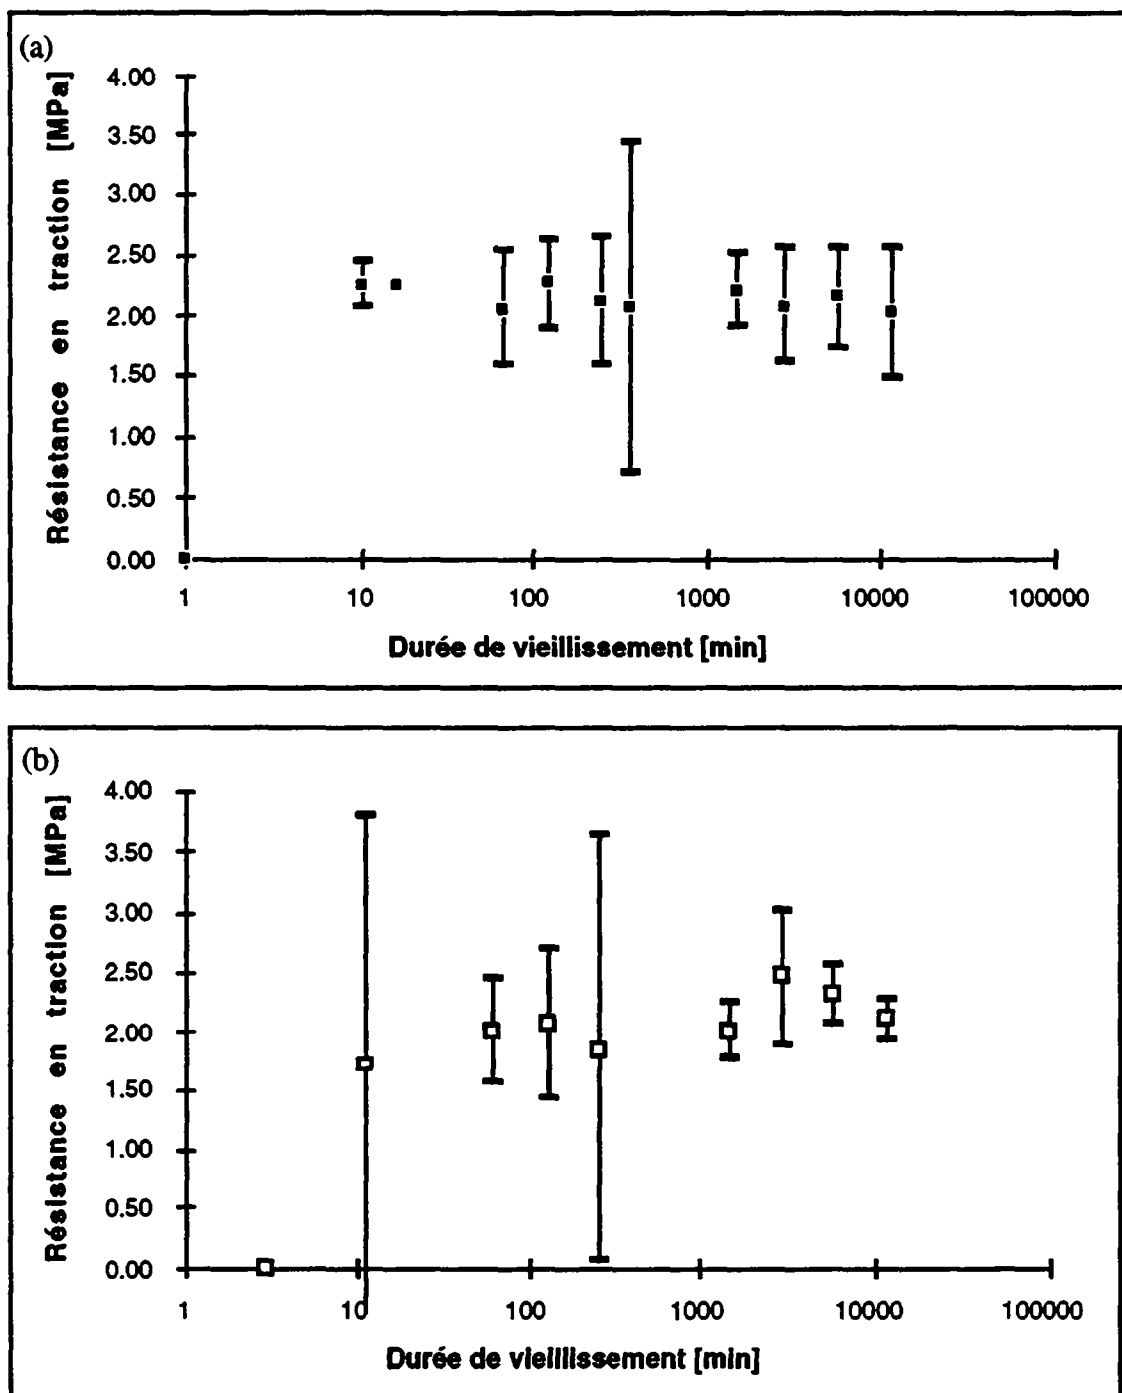 (a)
Résistance en traction [MPa]
4.00
3.50
3.00
2.50
2.00
1.50
1.00
0.50
0.00
1 10 100 1000 10000 100000
Durée de vieillissement [min]
(b)
Résistance en traction [MPa]
4.00
3.50
3.00
2.50
2.00
1.50
1.00
0.50
0.00
1 10 100 1000 10000 100000
Durée de vieillissement [min]